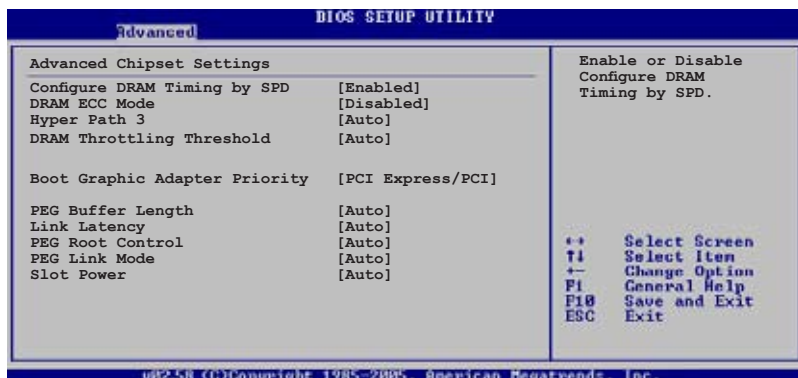 BIOS SETUP UTILITY
Advanced
Advanced Chipset Settings
Configure DRAM Timing by SPD [Enabled]
DRAM ECC Mode [Disabled]
Hyper Path 3 [Auto]
DRAM Throttling Threshold [Auto]
Boot Graphic Adapter Priority [PCI Express/PCI]
PEG Buffer Length [Auto]
Link Latency [Auto]
PEG Root Control [Auto]
PEG Link Mode [Auto]
Slot Power [Auto]
Enable or Disable
Configure DRAM
Timing by SPD.
←→ Select Screen
↑↓ Select Item
+- Change Option
F1 General Help
F10 Save and Exit
ESC Exit
v02.58 (C)Copyright 1985-2005, American Megatrends, Inc.